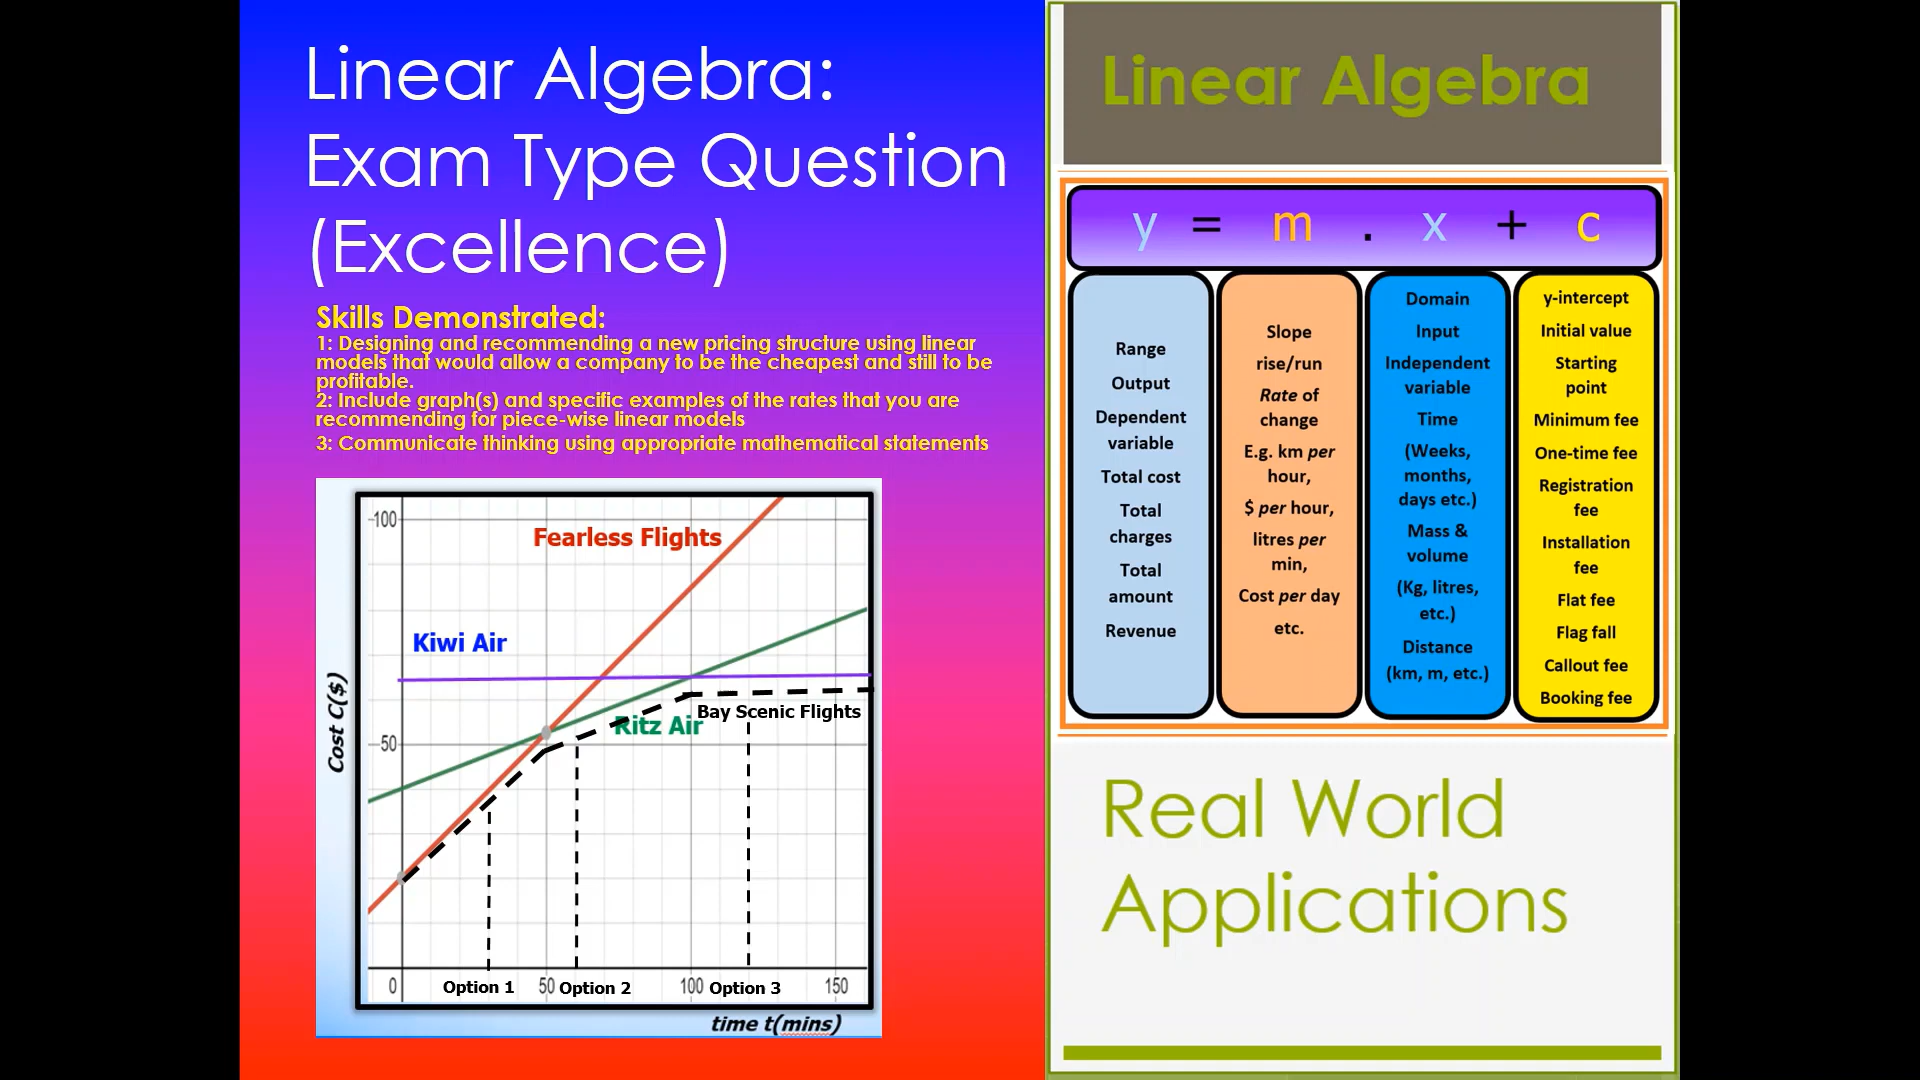 Linear Algebra:
Exam Type Question
(Excellence)
Skills Demonstrated:
1: Designing and recommending a new pricing structure using linear
models that would allow a company to be the cheapest and still to be
profitable.
2: Include graph(s) and specific examples of the rates that you are
recommending for piece-wise linear models
3: Communicate thinking using appropriate mathematical statements
100
Fearless Flights
Kiwi Air
Bay Scenic Flights
Ritz Air
50
Cost C($)
0
Option 1
50
Option 2
100
Option 3
150
time t(mins)
Linear Algebra
y = m . x + c
Range
Output
Dependent
variable
Total cost
Total
charges
Total
amount
Revenue
Slope
rise/run
Rate of
change
E.g. km per
hour,
$ per hour,
litres per
min,
Cost per day
etc.
Domain
Input
Independent
variable
Time
(Weeks,
months,
days etc.)
Mass &
volume
(Kg, litres,
etc.)
Distance
(km, m, etc.)
y-intercept
Initial value
Starting
point
Minimum fee
One-time fee
Registration
fee
Installation
fee
Flat fee
Flag fall
Callout fee
Booking fee
Real World
Applications